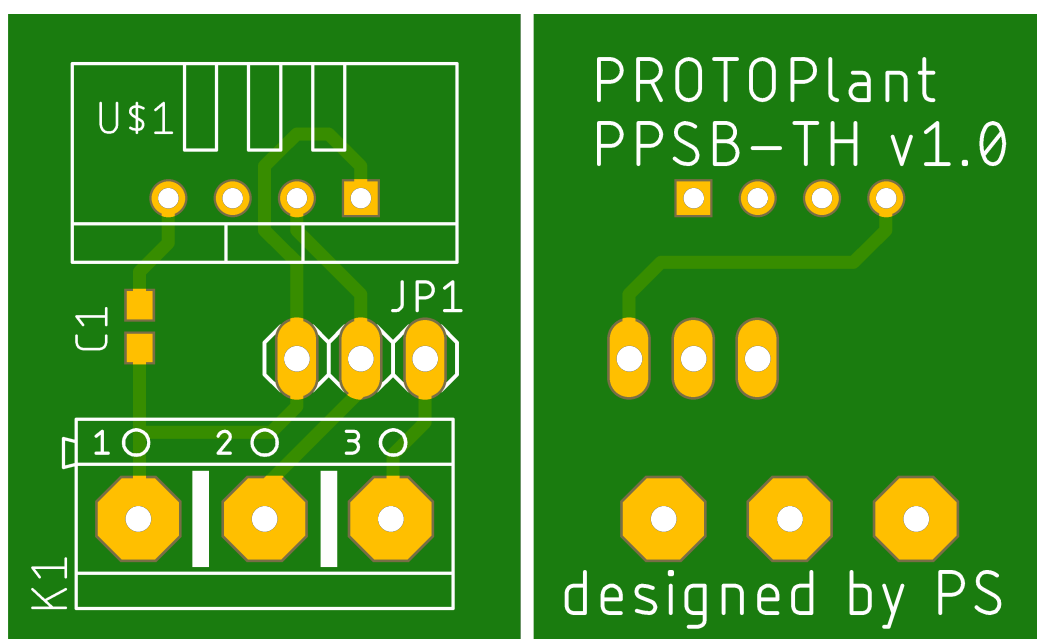 U$1
JP1
C1
1 2 3
K1
PROTOPlant
PPSB-TH v1.0
designed by PS